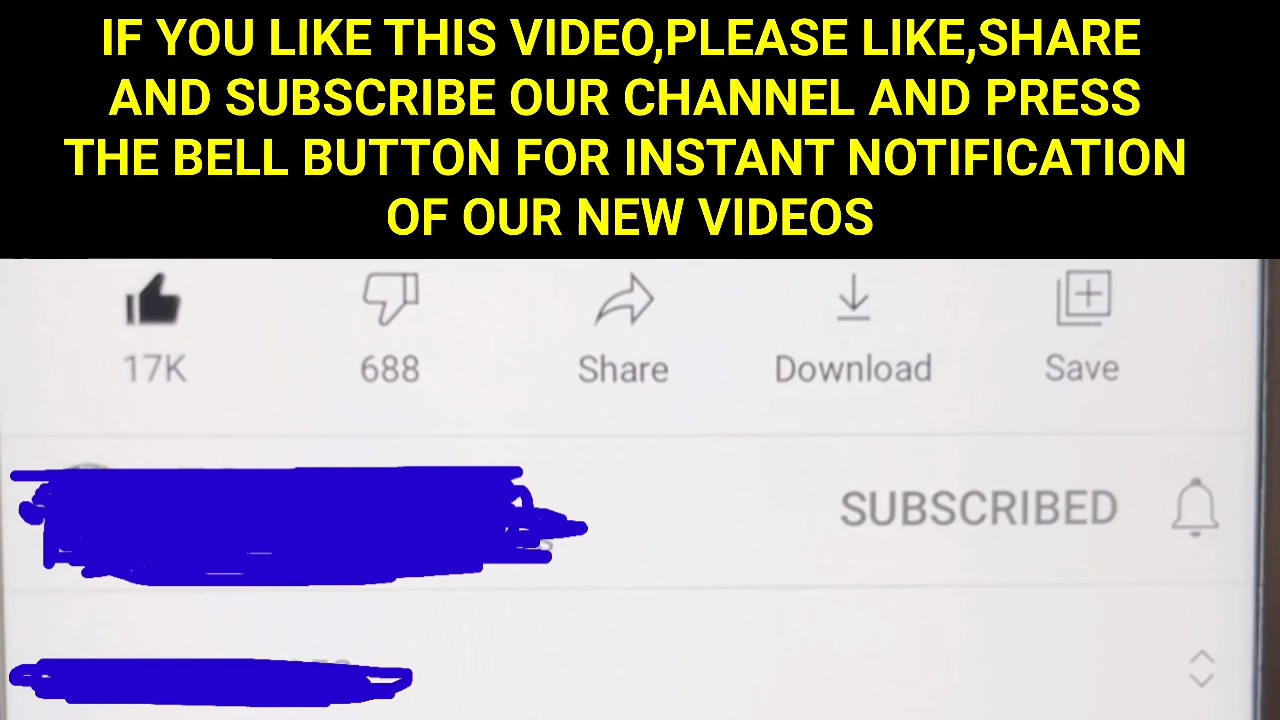 IF YOU LIKE THIS VIDEO,PLEASE LIKE,SHARE
AND SUBSCRIBE OUR CHANNEL AND PRESS
THE BELL BUTTON FOR INSTANT NOTIFICATION
OF OUR NEW VIDEOS
17K 688 Share Download Save
SUBSCRIBED